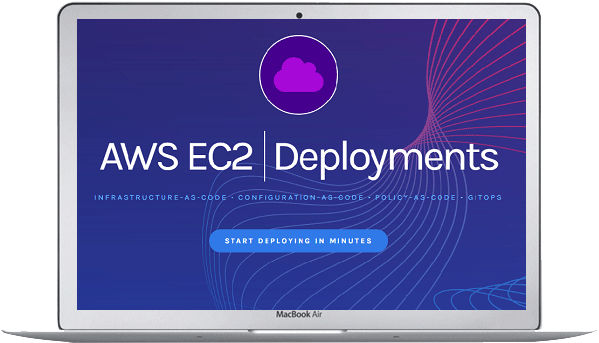 AWS EC2 | Deployments
INFRASTRUCTURE-AS-CODE • CONFIGURATION-AS-CODE • POLICY-AS-CODE • GITOPS
START DEPLOYING IN MINUTES
MacBook Air